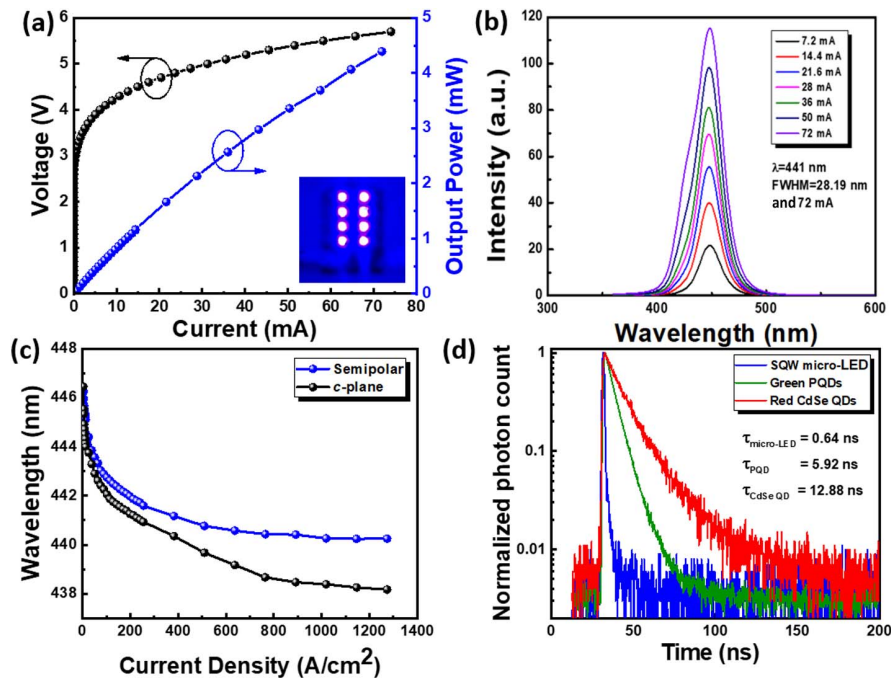 (a)
6
5
4
3
2
1
0
Voltage (V)
0 10 20 30 40 50 60 70 80
Current (mA)
5
4
3
2
1
0
Output Power (mW)
(b)
120
100
80
60
40
20
0
Intensity (a.u.)
7.2 mA
14.4 mA
21.6 mA
28 mA
36 mA
50 mA
72 mA
λ=441 nm
FWHM=28.19 nm
and 72 mA
300 400 500 600
Wavelength (nm)
(c)
448
446
444
442
440
438
Wavelength (nm)
Semipolar
c-plane
0 200 400 600 800 1000 1200 1400
Current Density (A/cm²)
(d)
1
0.1
0.01
Normalized photon count
SQW micro-LED
Green PQDs
Red CdSe QDs
τmicro-LED = 0.64 ns
τPQD = 5.92 ns
τCdSe QD = 12.88 ns
0 50 100 150 200
Time (ns)